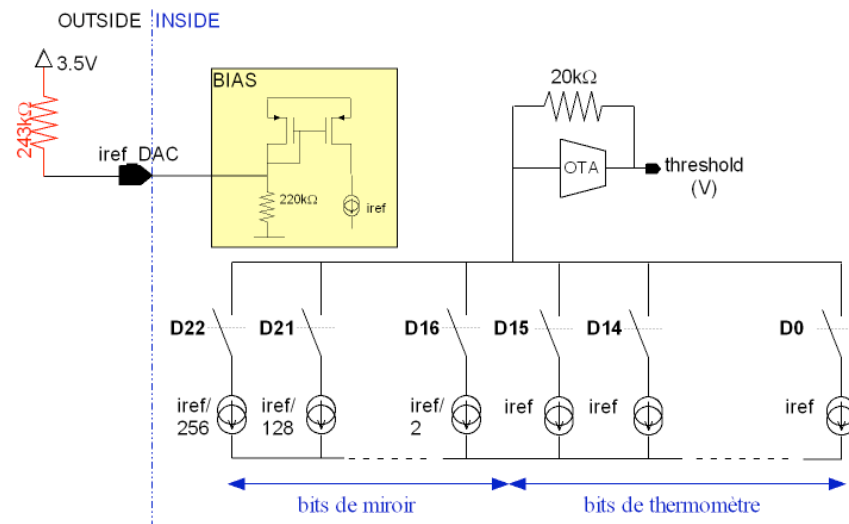 OUTSIDE INSIDE
3.5V
BIAS
20kΩ
243kΩ
iref_DAC
OTA
threshold
(V)
220kΩ
iref
D22 D21 D16 D15 D14 D0
iref/ iref/ iref/ iref iref iref
256 128 2
bits de miroir bits de thermomètre